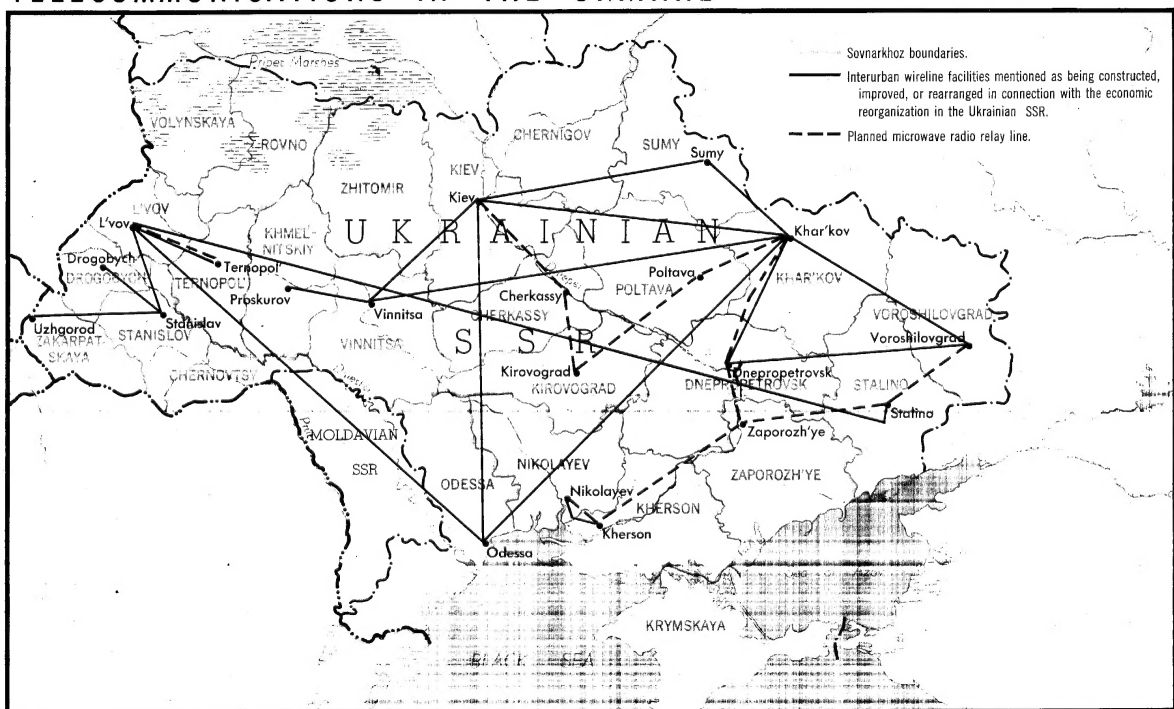 Sovnarkhoz boundaries.
Interurban wireline facilities mentioned as being constructed,
improved, or rearranged in connection with the economic
reorganization in the Ukrainian SSR.
Planned microwave radio relay line.
Pripet Marshes
VOLYNSKAYA
ROVNO
CHERNIGOV
SUMY
Sumy
KIEV
ZHITOMIR
Kiev
L'VOV
L'vov
KHMEL-
NITSKIY
UKRAINIAN
Khar'kov
Drogobych
DROGOBYCH
Ternopol'
(TERNOPOL')
Poltava
POLTAVA
KHAR'KOV
Proskurov
Cherkassy
CHERKASSY
Vinnitsa
VOROSHILOVGRAD
Uzhgorod
Stanislav
ZAKARPAT-
SKAYA
STANISLOV
VINNITSA
SSR
Voroshilovgrad
CHERNOVTSY
Kirovograd
KIROVOGRAD
Dnepropetrovsk
DNEPROPETROVSK
STALINO
Stalino
MOLDAVIAN
SSR
Zaporozh'ye
NIKOLAYEV
ZAPOROZH'YE
ODESSA
Nikolayev
KHERSON
Kherson
Odessa
KRYMSKAYA
BLACK SEA